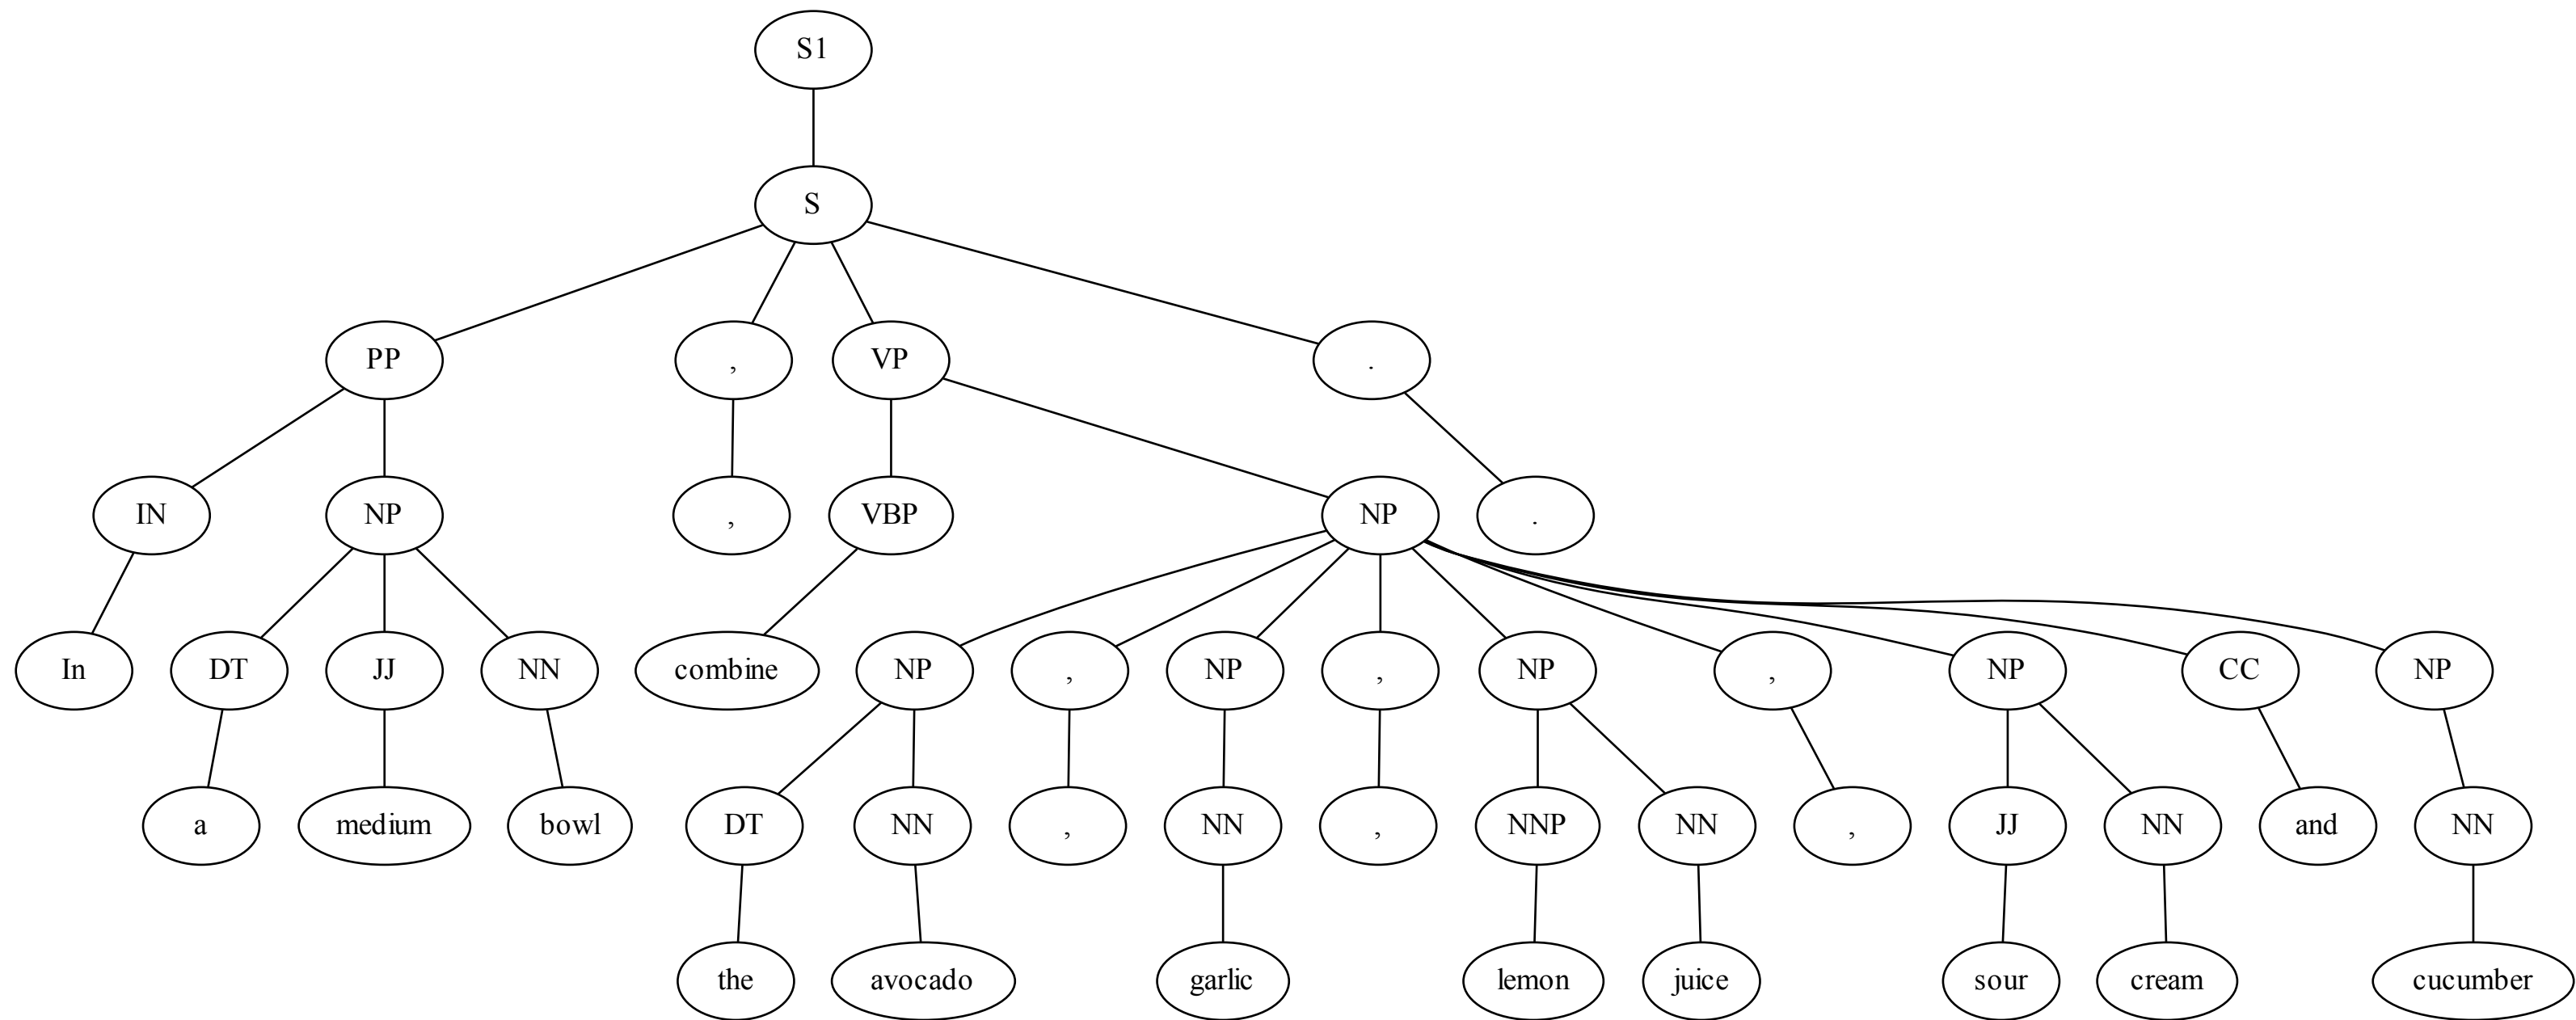 S1
S
PP , VP .
IN NP , VBP NP .
In DT JJ NN combine NP , NP , NP , NP CC NP
a medium bowl DT NN , NN , NNP NN , JJ NN and NN
the avocado garlic lemon juice sour cream cucumber